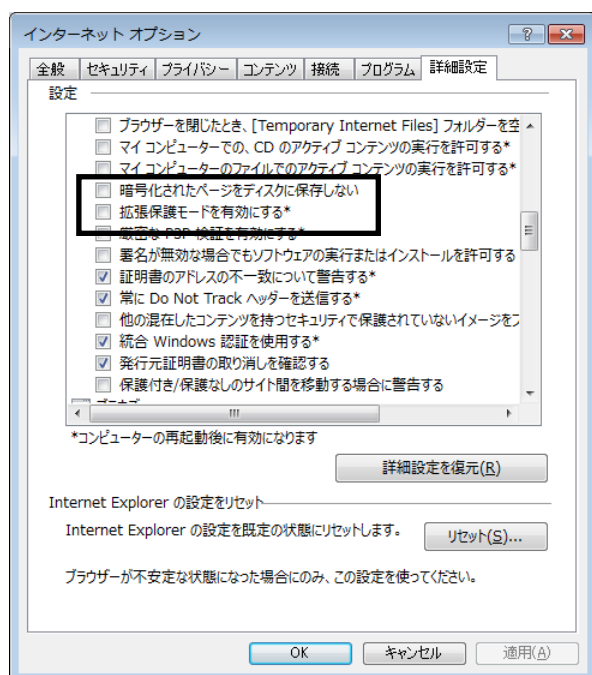 インターネット オプション
全般 セキュリティ プライバシー コンテンツ 接続 プログラム 詳細設定
設定
ブラウザーを閉じたとき、[Temporary Internet Files] フォルダーを空
マイ コンピューターでの、CD のアクティブ コンテンツの実行を許可する*
マイ コンピューターのファイルでのアクティブ コンテンツの実行を許可する*
暗号化されたページをディスクに保存しない
拡張保護モードを有効にする*
厳密な P3P 検証を有効にする*
署名が無効な場合でもソフトウェアの実行またはインストールを許可する
証明書のアドレスの不一致について警告する*
常に Do Not Track ヘッダーを送信する*
他の混在したコンテンツを持つセキュリティで保護されていないイメージをブ
統合 Windows 認証を使用する*
発行元証明書の取り消しを確認する
保護付き/保護なしのサイト間を移動する場合に警告する
*コンピューターの再起動後に有効になります
詳細設定を復元(R)
Internet Explorer の設定をリセット
Internet Explorer の設定を既定の状態にリセットします。
リセット(S)...
ブラウザーが不安定な状態になった場合にのみ、この設定を使ってください。
OK キャンセル 適用(A)